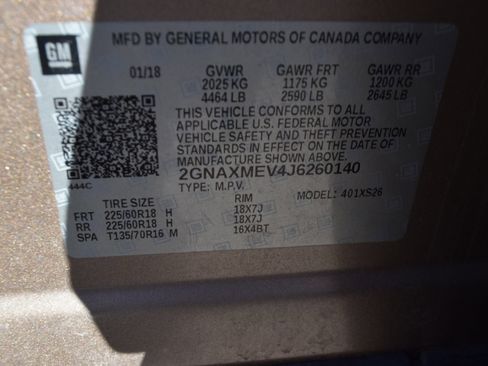 GM
MFD BY GENERAL MOTORS OF CANADA COMPANY
01/18 GVWR GAWR FRT GAWR RR
2025 KG 1175 KG 1200 KG
4464 LB 2590 LB 2645 LB
THIS VEHICLE CONFORMS TO ALL
APPLICABLE U.S. FEDERAL MOTOR
VEHICLE SAFETY AND THEFT PREVENTION
STANDARDS IN EFFECT ON THE DATE OF
MANUFACTURE SHOWN ABOVE.
444C 2GNAXMEV4J6260140
TYPE: M.P.V. MODEL: 401XS26
TIRE SIZE RIM
FRT 225/60R18 H 18X7J
RR 225/60R18 H 18X7J
SPA T135/70R16 M 16X4BT